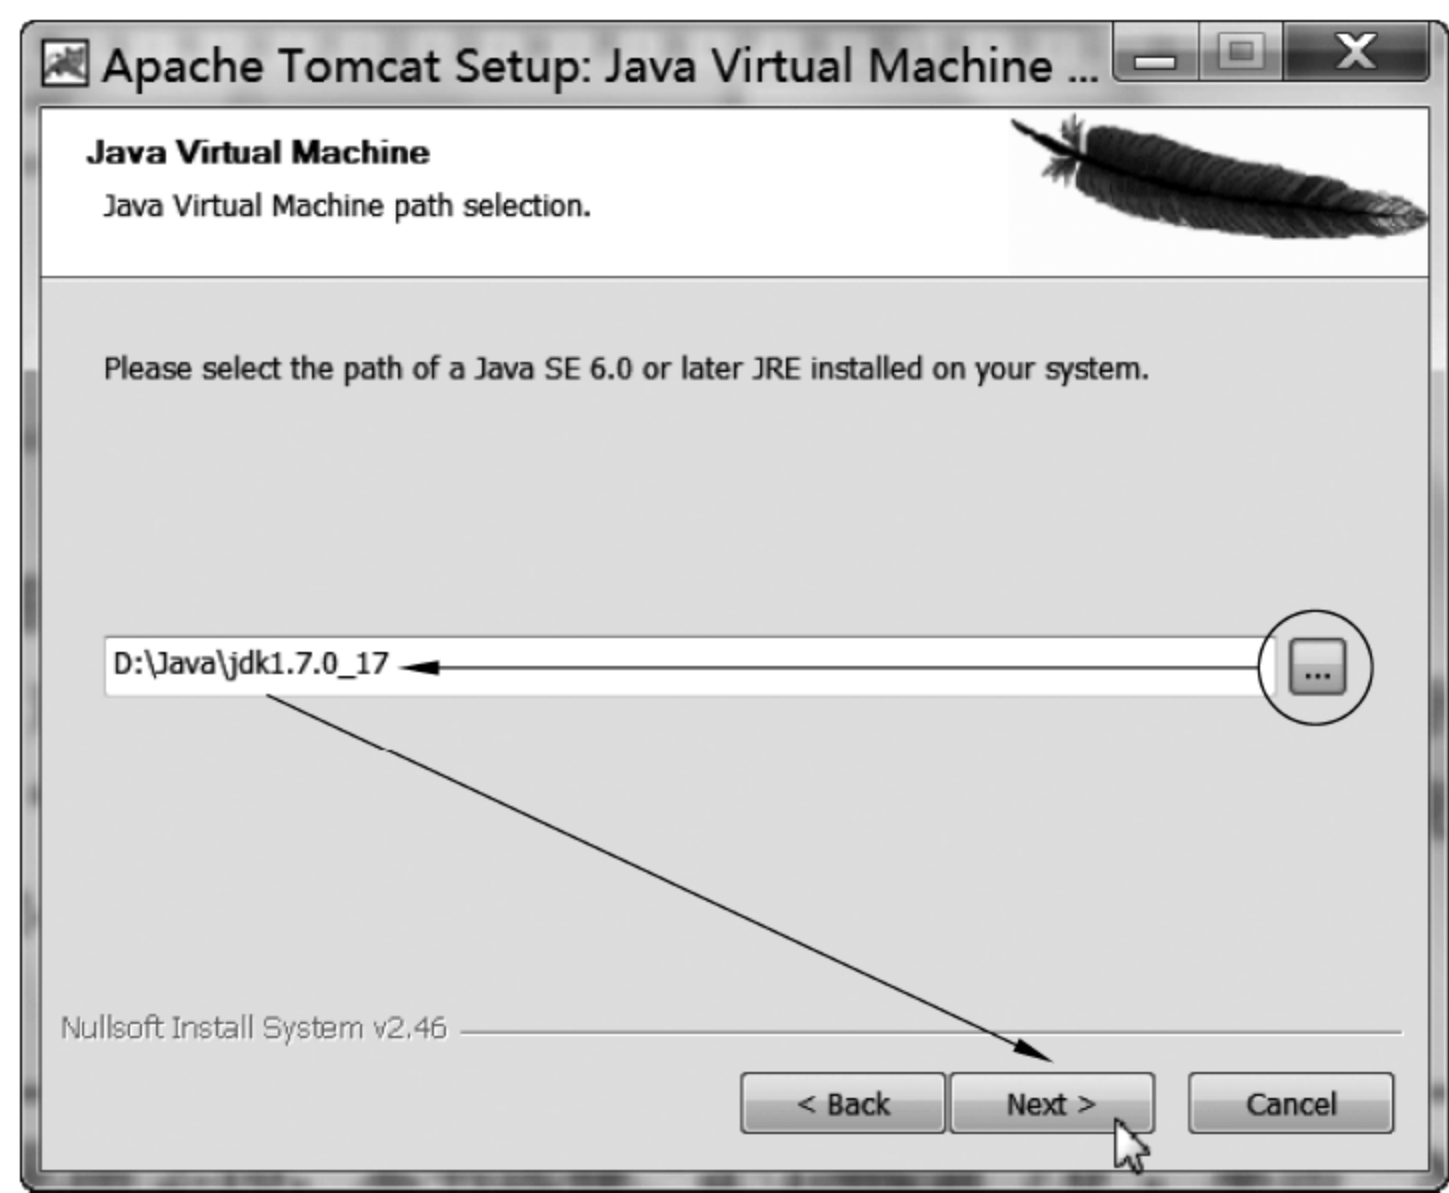 Apache Tomcat Setup: Java Virtual Machine ...
Java Virtual Machine
Java Virtual Machine path selection.
Please select the path of a Java SE 6.0 or later JRE installed on your system.
D:\Java\jdk1.7.0_17
...
Nullsoft Install System v2.46
< Back Next > Cancel